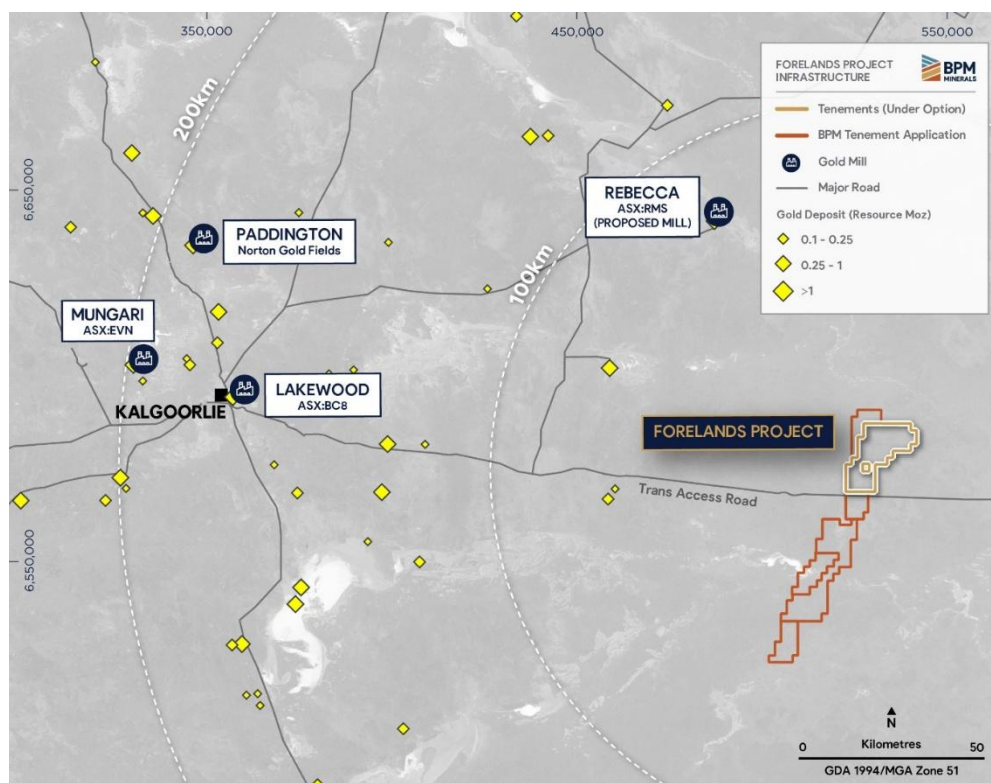 350,000
450,000
550,000
6,650,000
6,550,000
200km
100km
FORELANDS PROJECT
INFRASTRUCTURE
BPM
MINERALS
Tenements (Under Option)
BPM Tenement Application
Gold Mill
Major Road
Gold Deposit (Resource Moz)
0.1 - 0.25
0.25 - 1
>1
REBECCA
ASX:RMS
(PROPOSED MILL)
PADDINGTON
Norton Gold Fields
MUNGARI
ASX:EVN
LAKEWOOD
ASX:BC8
KALGOORLIE
FORELANDS PROJECT
Trans Access Road
N
Kilometres
0
50
GDA 1994/MGA Zone 51